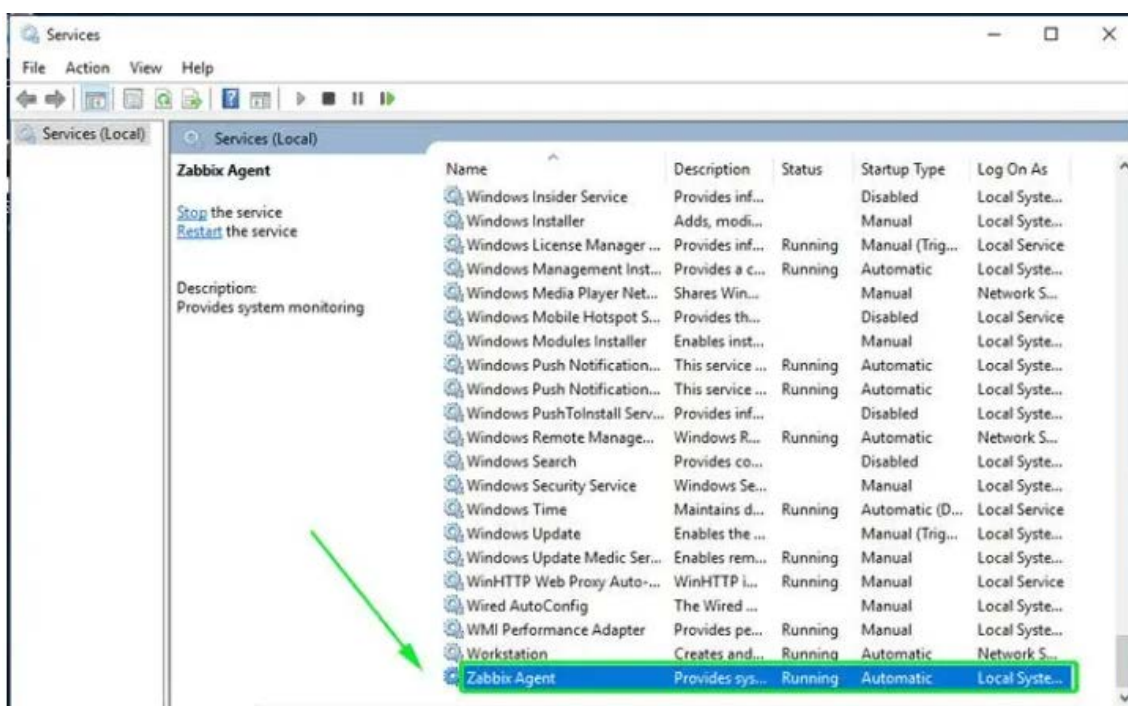 Services
File Action View Help
Services (Local)
Services (Local)
Zabbix Agent
Stop the service
Restart the service
Description:
Provides system monitoring
Name Description Status Startup Type Log On As
Windows Insider Service Provides inf... Disabled Local Syste...
Windows Installer Adds, modi... Manual Local Syste...
Windows License Manager ... Provides inf... Running Manual (Trig... Local Service
Windows Management Inst... Provides a c... Running Automatic Local Syste...
Windows Media Player Net... Shares Win... Manual Network S...
Windows Mobile Hotspot S... Provides th... Disabled Local Service
Windows Modules Installer Enables inst... Manual Local Syste...
Windows Push Notification... This service ... Running Automatic Local Syste...
Windows Push Notification... This service ... Running Automatic Local Syste...
Windows PushToInstall Serv... Provides inf... Disabled Local Syste...
Windows Remote Manage... Windows R... Running Automatic Network S...
Windows Search Provides co... Disabled Local Syste...
Windows Security Service Windows Se... Manual Local Syste...
Windows Time Maintains d... Running Automatic (D... Local Service
Windows Update Enables the ... Manual (Trig... Local Syste...
Windows Update Medic Ser... Enables rem... Running Manual Local Syste...
WinHTTP Web Proxy Auto-... WinHTTP i... Running Manual Local Service
Wired AutoConfig The Wired ... Manual Local Syste...
WMI Performance Adapter Provides pe... Running Manual Local Syste...
Workstation Creates and... Running Automatic Network S...
Zabbix Agent Provides sys... Running Automatic Local Syste...